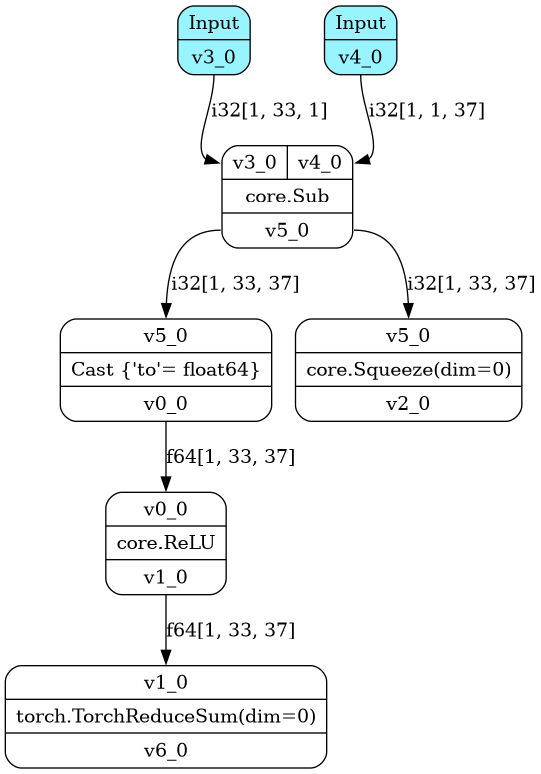 Input
v3_0
Input
v4_0
i32[1, 33, 1]
i32[1, 1, 37]
v3_0
v4_0
core.Sub
v5_0
i32[1, 33, 37]
i32[1, 33, 37]
v5_0
Cast {'to'= float64}
v0_0
v5_0
core.Squeeze(dim=0)
v2_0
f64[1, 33, 37]
v0_0
core.ReLU
v1_0
f64[1, 33, 37]
v1_0
torch.TorchReduceSum(dim=0)
v6_0